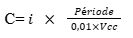 C= i × Période / 0,01×Vcc